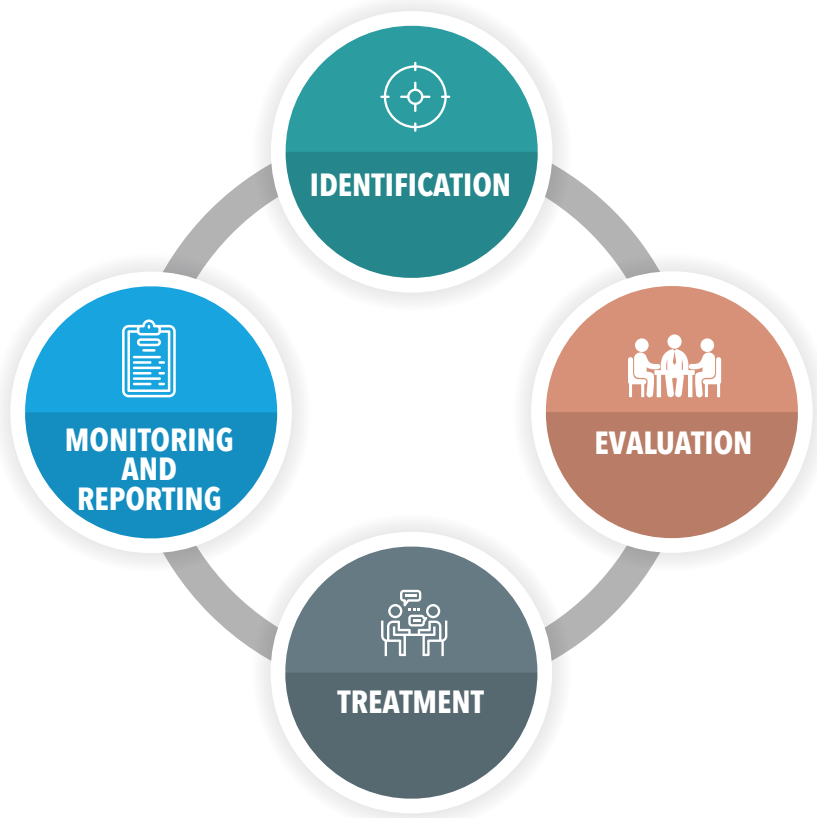 IDENTIFICATION
EVALUATION
TREATMENT
MONITORING
AND
REPORTING